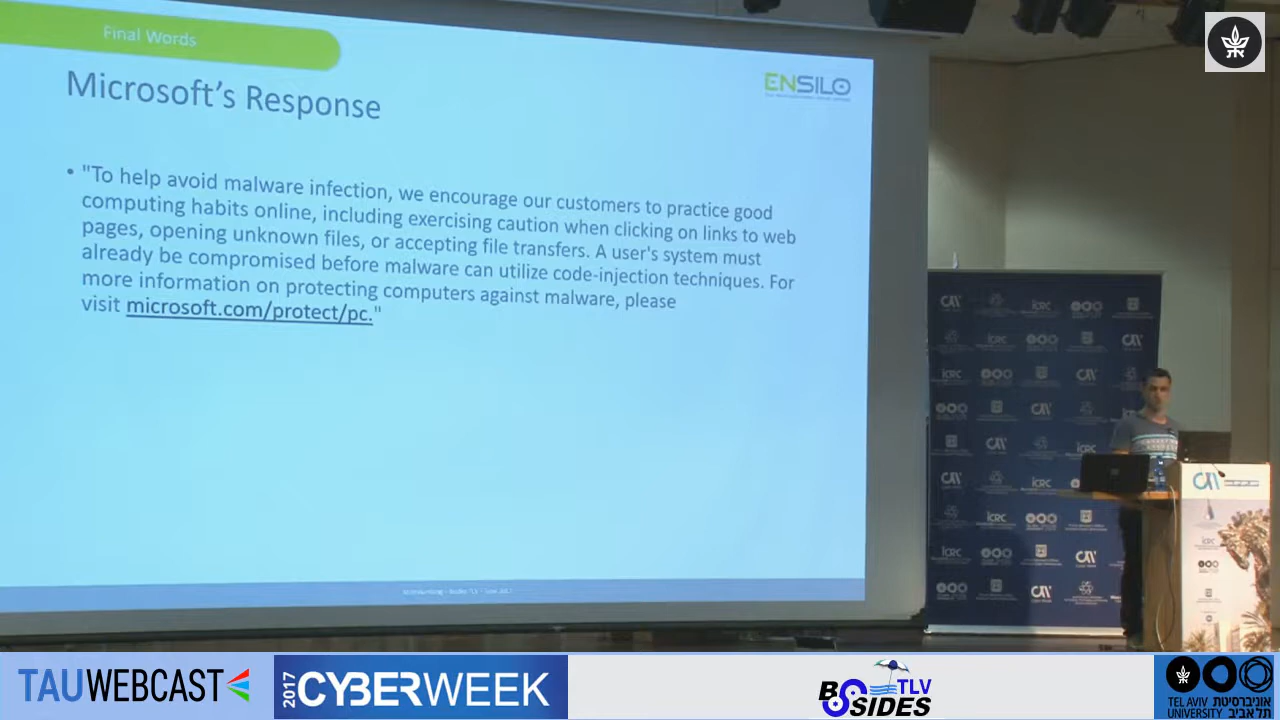 Final Words
Microsoft's Response
ENSILO
• "To help avoid malware infection, we encourage our customers to practice good
computing habits online, including exercising caution when clicking on links to web
pages, opening unknown files, or accepting file transfers. A user's system must
already be compromised before malware can utilize code-injection techniques. For
more information on protecting computers against malware, please
visit microsoft.com/protect/pc."
TAUWEBCAST
2017 CYBERWEEK
BSIDES TLV
TEL AVIV אוניברסיטת
UNIVERSITY תל אביב